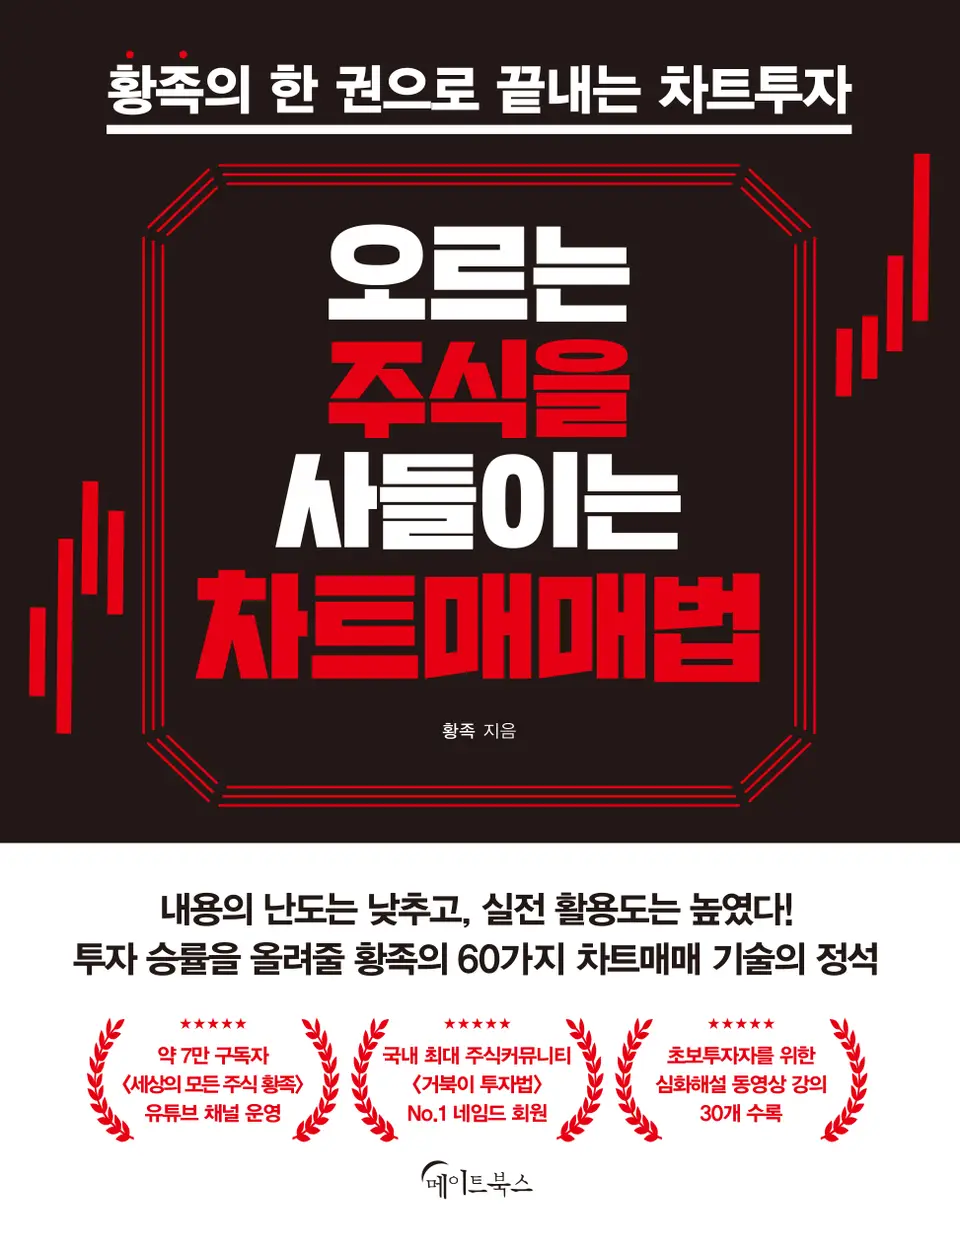 황족의 한 권으로 끝내는 차트투자
오르는
주식을
사들이는
차트매매법
황족 지음
내용의 난도는 낮추고, 실전 활용도는 높였다!
투자 승률을 올려줄 황족의 60가지 차트매매 기술의 정석
★★★★★
약 7만 구독자
〈세상의 모든 주식 황족〉
유튜브 채널 운영
★★★★★
국내 최대 주식커뮤니티
〈거북이 투자법〉
No.1 네임드 회원
★★★★★
초보투자자를 위한
심화해설 동영상 강의
30개 수록
메이트북스